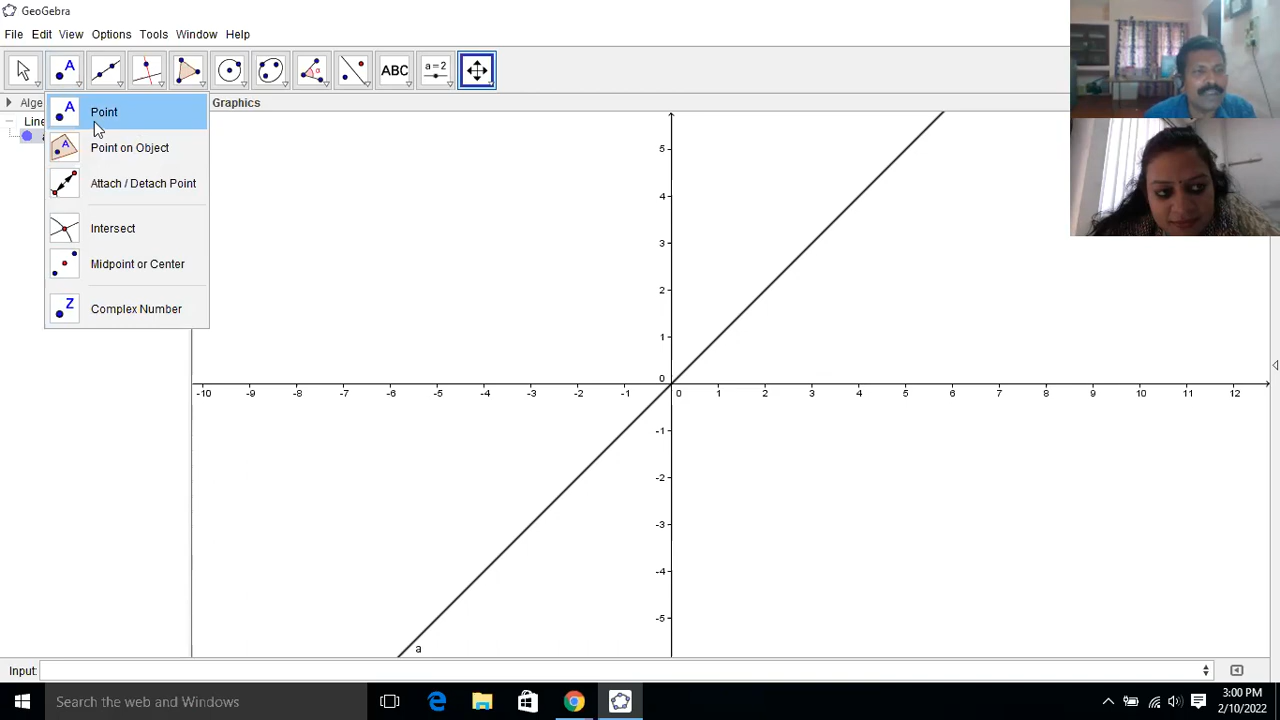 GeoGebra
File Edit View Options Tools Window Help
A α ABC a=2
Alge Graphics
Line
A Point
A Point on Object
Attach / Detach Point
Intersect
Midpoint or Center
Z Complex Number
5
4
3
2
1
0
-10 -9 -8 -7 -6 -5 -4 -3 -2 -1 0 1 2 3 4 5 6 7 8 9 10 11 12
-1
-2
-3
-4
-5
a
Input:
Search the web and Windows
3:00 PM
2/10/2022